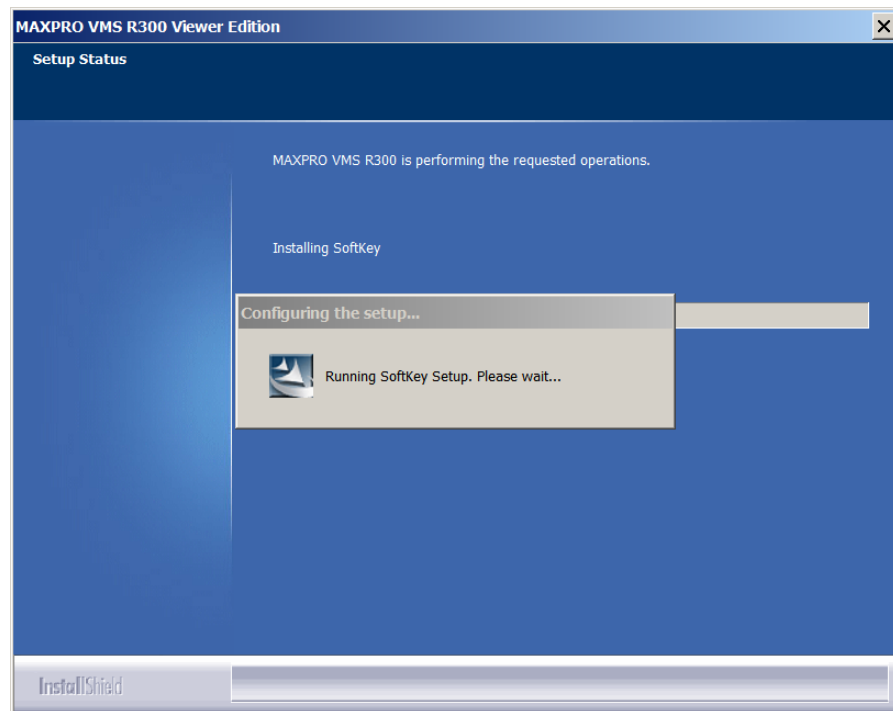 MAXPRO VMS R300 Viewer Edition
Setup Status
MAXPRO VMS R300 is performing the requested operations.
Installing SoftKey
Configuring the setup...
Running SoftKey Setup. Please wait...
InstallShield